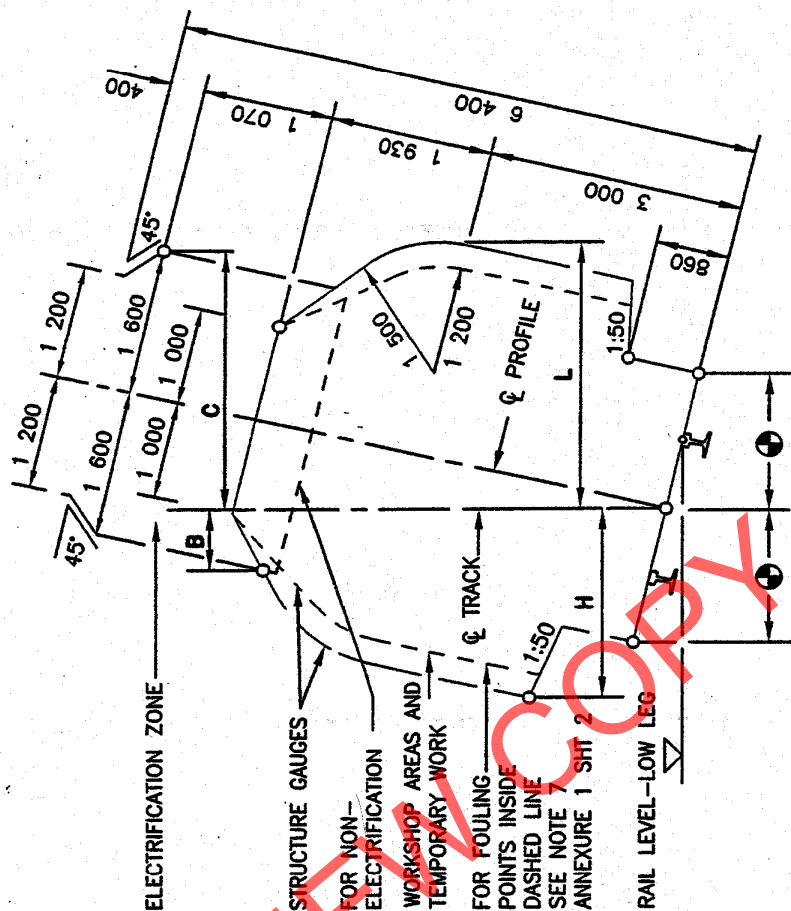 400
1 070
1 930
6 400
3 000
860
45°
1 200
1 600
1 000
1 200
1 600
1 000
45°
C
B
1 500
1 200
1:50
℄ PROFILE
L
℄ TRACK
H
1:50
ELECTRIFICATION ZONE
STRUCTURE GAUGES
FOR NON-
ELECTRIFICATION
WORKSHOP AREAS AND
TEMPORARY WORK
FOR FOULING
POINTS INSIDE
DASHED LINE
SEE NOTE 7
ANNEXURE 1 SHT 2
RAIL LEVEL-LOW LEG
EW COPY